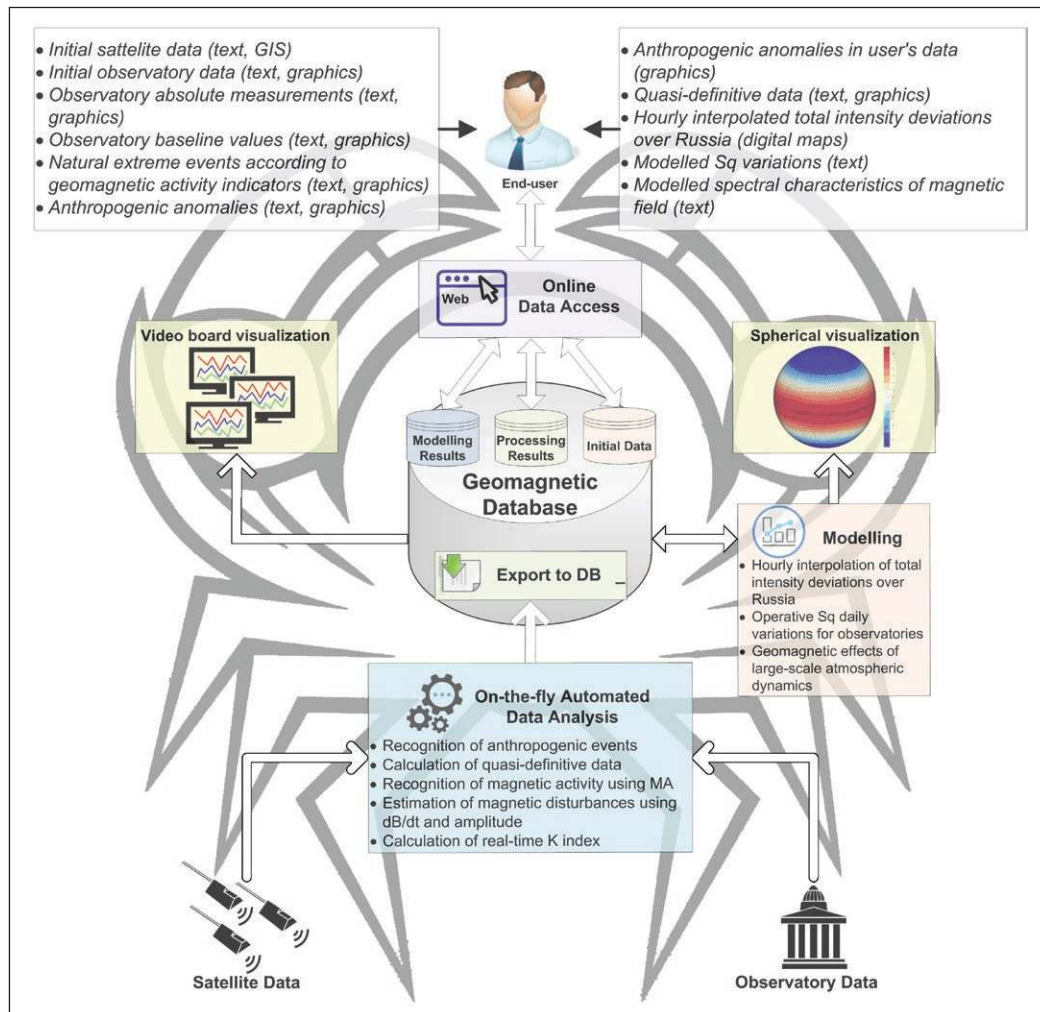 • Initial sattelite data (text, GIS)
• Initial observatory data (text, graphics)
• Observatory absolute measurements (text,
graphics)
• Observatory baseline values (text, graphics)
• Natural extreme events according to
geomagnetic activity indicators (text, graphics)
• Anthropogenic anomalies (text, graphics)
• Anthropogenic anomalies in user's data
(graphics)
• Quasi-definitive data (text, graphics)
• Hourly interpolated total intensity deviations
over Russia (digital maps)
• Modelled Sq variations (text)
• Modelled spectral characteristics of magnetic
field (text)
End-user
Web
Online
Data Access
Video board visualization
Spherical visualization
Modelling
Results
Processing
Results
Initial Data
Geomagnetic
Database
Export to DB
Modelling
• Hourly interpolation of total
intensity deviations over
Russia
• Operative Sq daily
variations for observatories
• Geomagnetic effects of
large-scale atmospheric
dynamics
On-the-fly Automated
Data Analysis
• Recognition of anthropogenic events
• Calculation of quasi-definitive data
• Recognition of magnetic activity using MA
• Estimation of magnetic disturbances using
dB/dt and amplitude
• Calculation of real-time K index
Satellite Data
Observatory Data